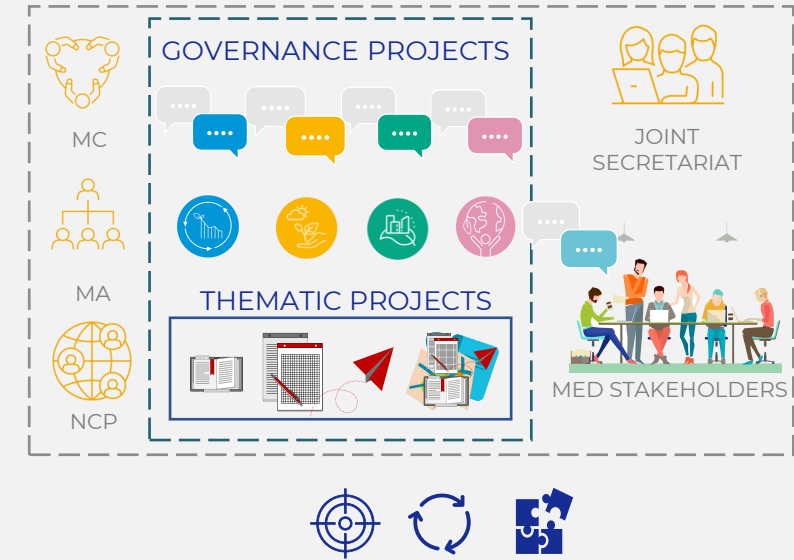 GOVERNANCE PROJECTS
MC
JOINT
SECRETARIAT
MA
THEMATIC PROJECTS
MED STAKEHOLDERS
NCP